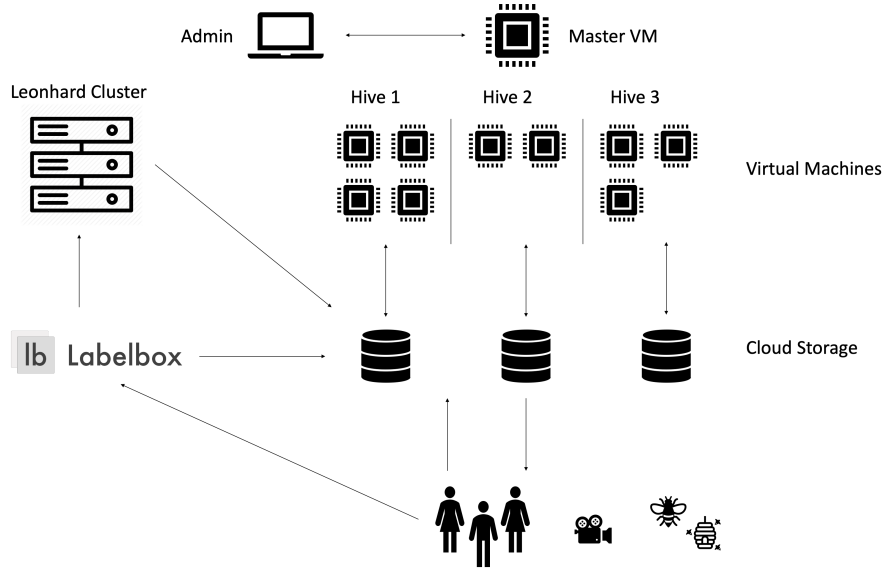 Admin
Master VM
Leonhard Cluster
Hive 1
Hive 2
Hive 3
Virtual Machines
lb Labelbox
Cloud Storage